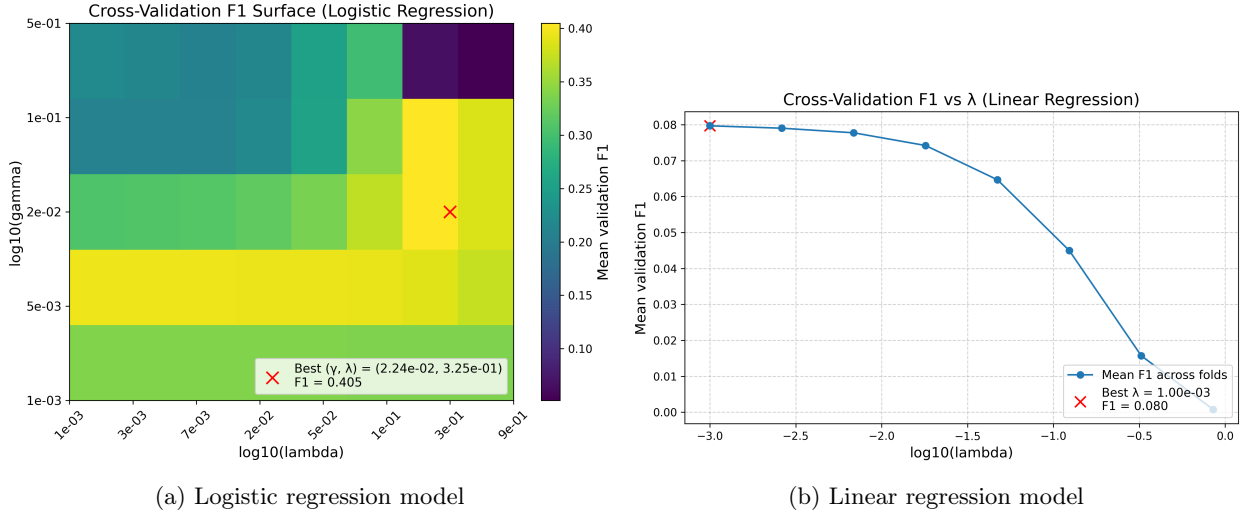 Cross-Validation F1 Surface (Logistic Regression)
5e-01
1e-01
2e-02
5e-03
1e-03
log10(gamma)
1e-03
3e-03
7e-03
2e-02
5e-02
1e-01
3e-01
9e-01
log10(lambda)
Best (γ, λ) = (2.24e-02, 3.25e-01)
F1 = 0.405
0.40
0.35
0.30
0.25
0.20
0.15
0.10
Mean validation F1
(a) Logistic regression model
Cross-Validation F1 vs λ (Linear Regression)
0.08
0.07
0.06
0.05
0.04
0.03
0.02
0.01
0.00
Mean validation F1
−3.0
−2.5
−2.0
−1.5
−1.0
−0.5
0.0
log10(lambda)
Mean F1 across folds
Best λ = 1.00e-03
F1 = 0.080
(b) Linear regression model